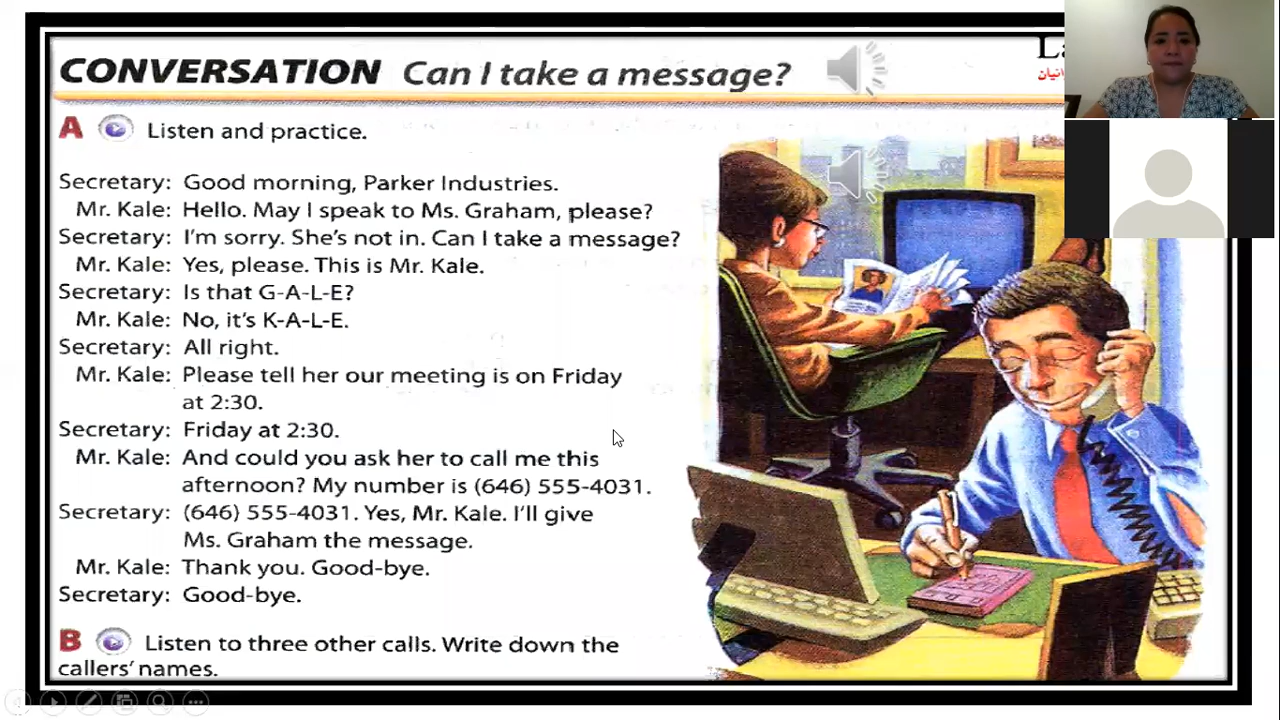 CONVERSATION Can I take a message?
La
انیان
A Listen and practice.
Secretary: Good morning, Parker Industries.
Mr. Kale: Hello. May I speak to Ms. Graham, please?
Secretary: I'm sorry. She's not in. Can I take a message?
Mr. Kale: Yes, please. This is Mr. Kale.
Secretary: Is that G-A-L-E?
Mr. Kale: No, it's K-A-L-E.
Secretary: All right.
Mr. Kale: Please tell her our meeting is on Friday
at 2:30.
Secretary: Friday at 2:30.
Mr. Kale: And could you ask her to call me this
afternoon? My number is (646) 555-4031.
Secretary: (646) 555-4031. Yes, Mr. Kale. I'll give
Ms. Graham the message.
Mr. Kale: Thank you. Good-bye.
Secretary: Good-bye.
B Listen to three other calls. Write down the
callers' names.